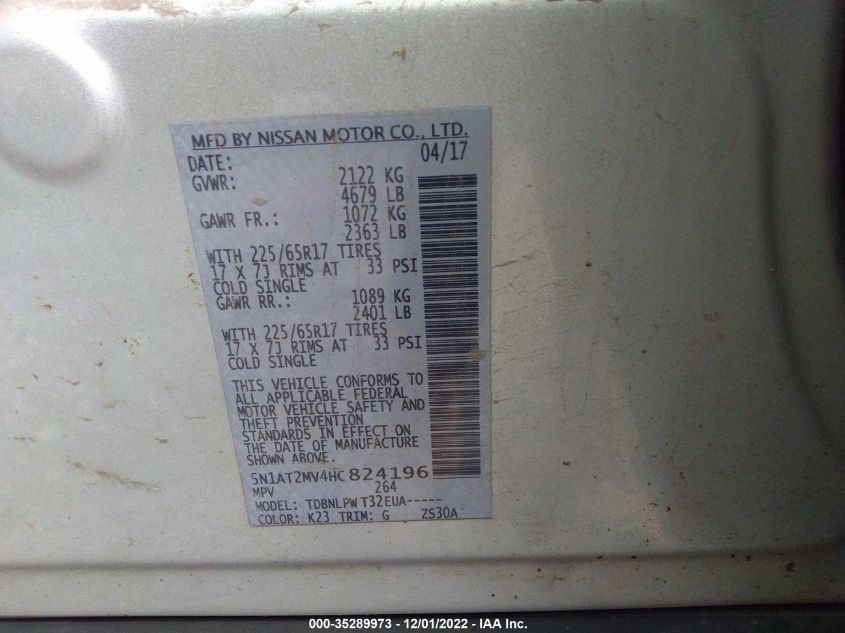 MFD BY NISSAN MOTOR CO., LTD.
DATE: 04/17
GVWR: 2122 KG
4679 LB
GAWR FR.: 1072 KG
2363 LB
WITH 225/65R17 TIRES
17 X 7J RIMS AT 33 PSI
COLD SINGLE
GAWR RR.: 1089 KG
2401 LB
WITH 225/65R17 TIRES
17 X 7J RIMS AT 33 PSI
COLD SINGLE
THIS VEHICLE CONFORMS TO
ALL APPLICABLE FEDERAL
MOTOR VEHICLE SAFETY AND
THEFT PREVENTION
STANDARDS IN EFFECT ON
THE DATE OF MANUFACTURE
SHOWN ABOVE.
5N1AT2MV4HC824196
MPV 264
MODEL: TDBNLPW T32EUA-----
COLOR: K23 TRIM: G ZS30A
000-35289973 - 12/01/2022 - IAA Inc.